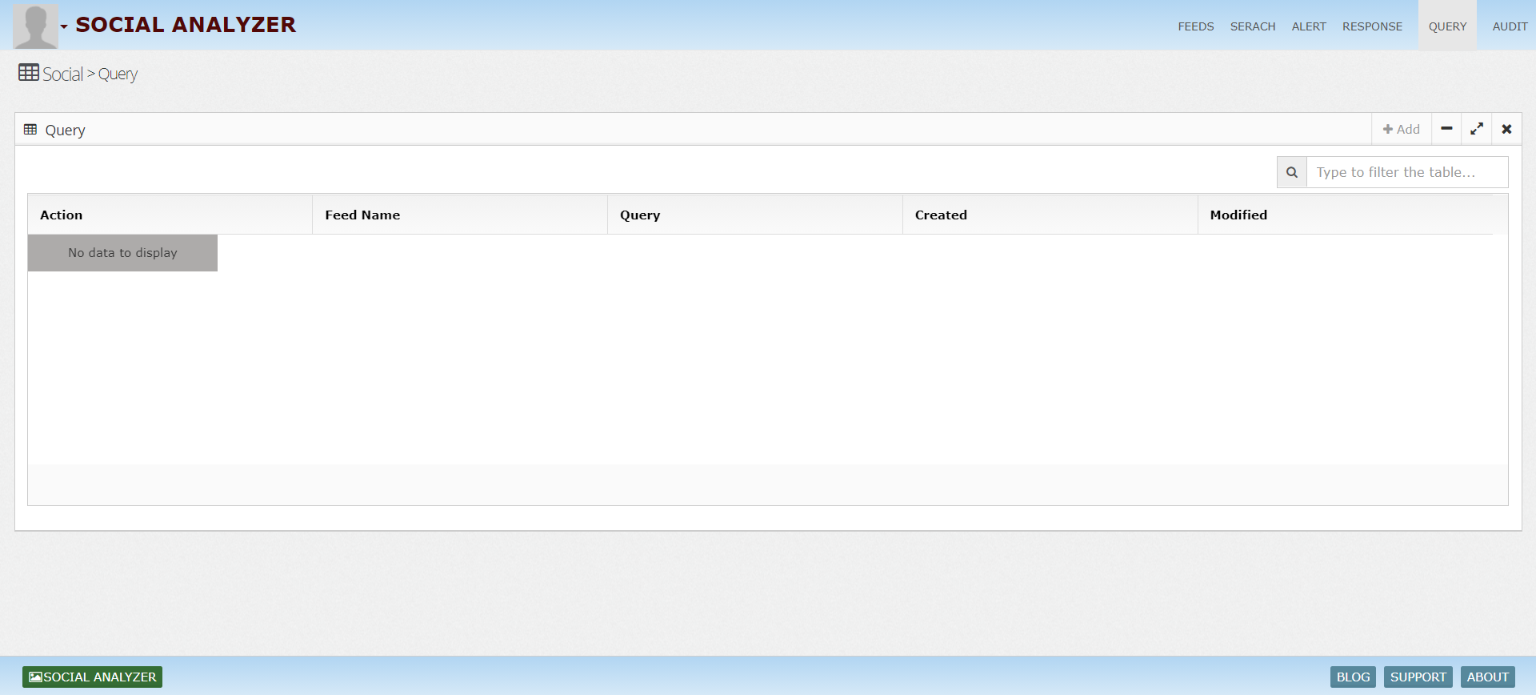 SOCIAL ANALYZER
FEEDS SERACH ALERT RESPONSE QUERY AUDIT
Social > Query
Query
Add
Type to filter the table...
Action Feed Name Query Created Modified
No data to display
SOCIAL ANALYZER
BLOG SUPPORT ABOUT